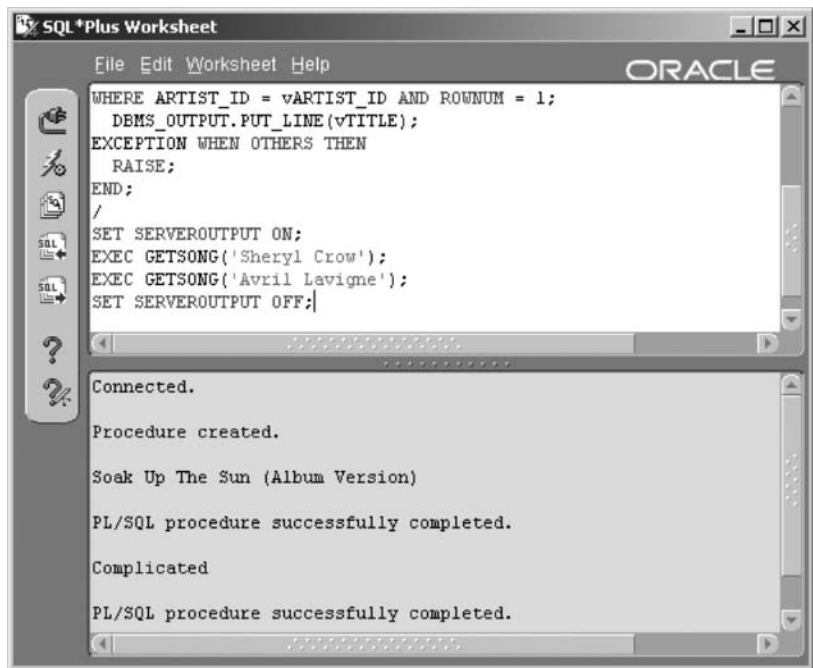 SQL*Plus Worksheet
File Edit Worksheet Help
ORACLE
WHERE ARTIST_ID = vARTIST_ID AND ROWNUM = 1;
DBMS_OUTPUT.PUT_LINE(vTITLE);
EXCEPTION WHEN OTHERS THEN
RAISE;
END;
/
SET SERVEROUTPUT ON;
EXEC GETSONG('Sheryl Crow');
EXEC GETSONG('Avril Lavigne');
SET SERVEROUTPUT OFF;
SQL
SQL
Connected.
Procedure created.
Soak Up The Sun (Album Version)
PL/SQL procedure successfully completed.
Complicated
PL/SQL procedure successfully completed.